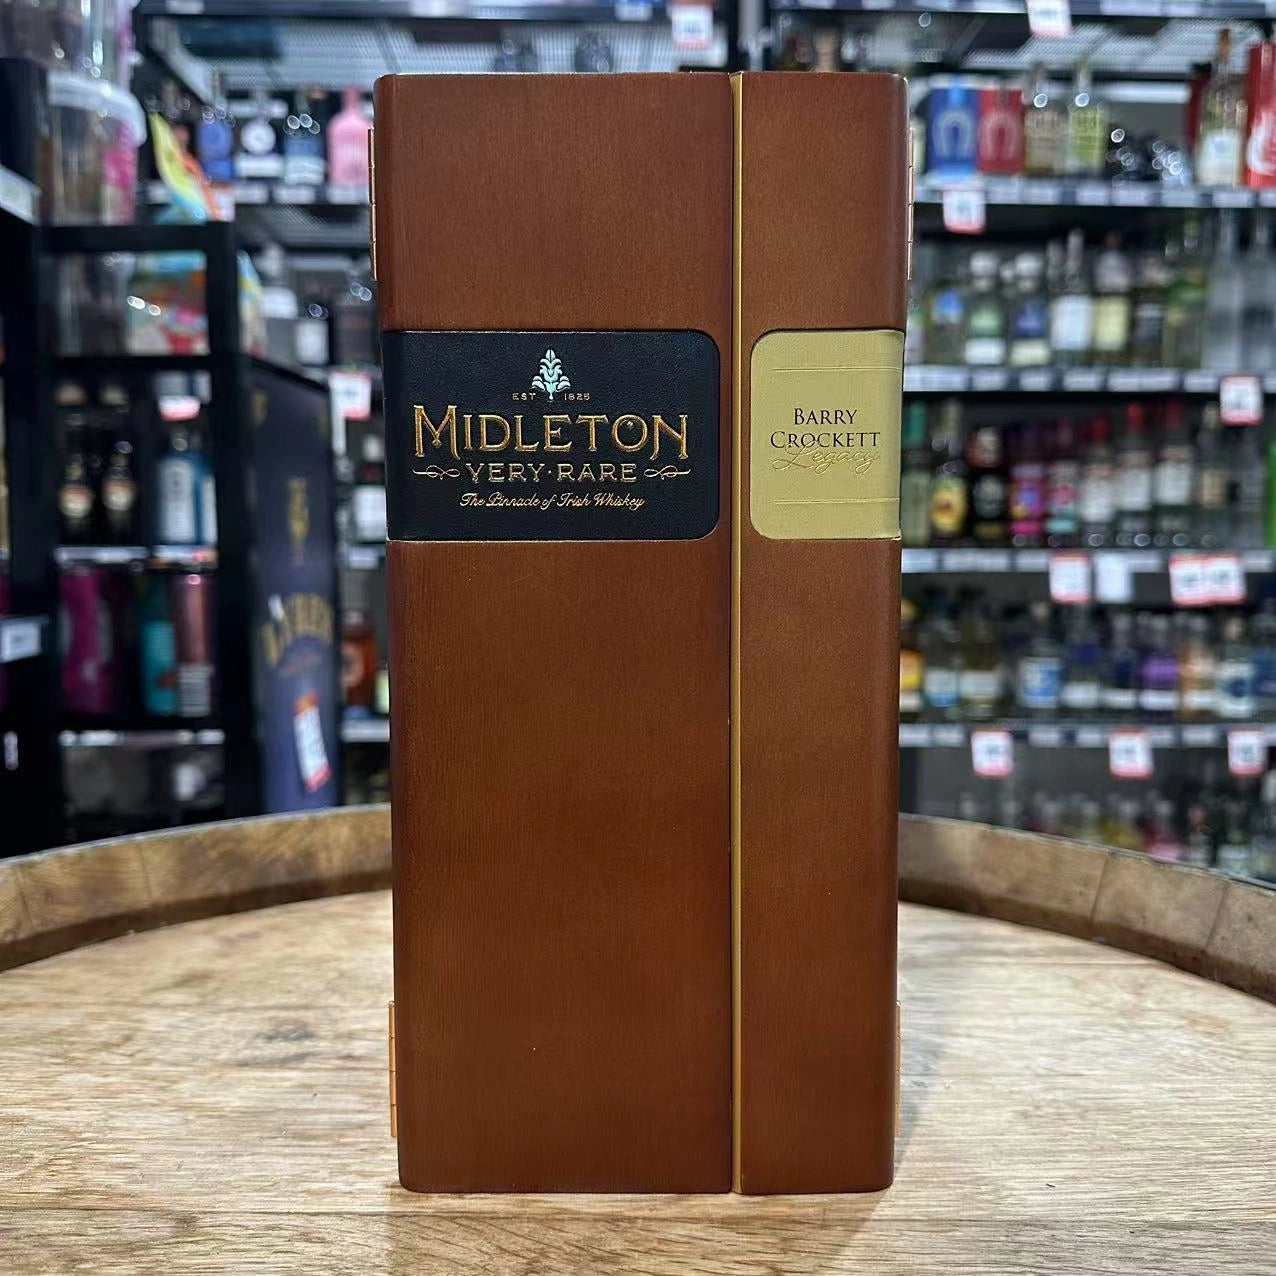 EST 1825
MIDLETON
VERY·RARE
The Pinnacle of Irish Whiskey
BARRY
CROCKETT
Legacy